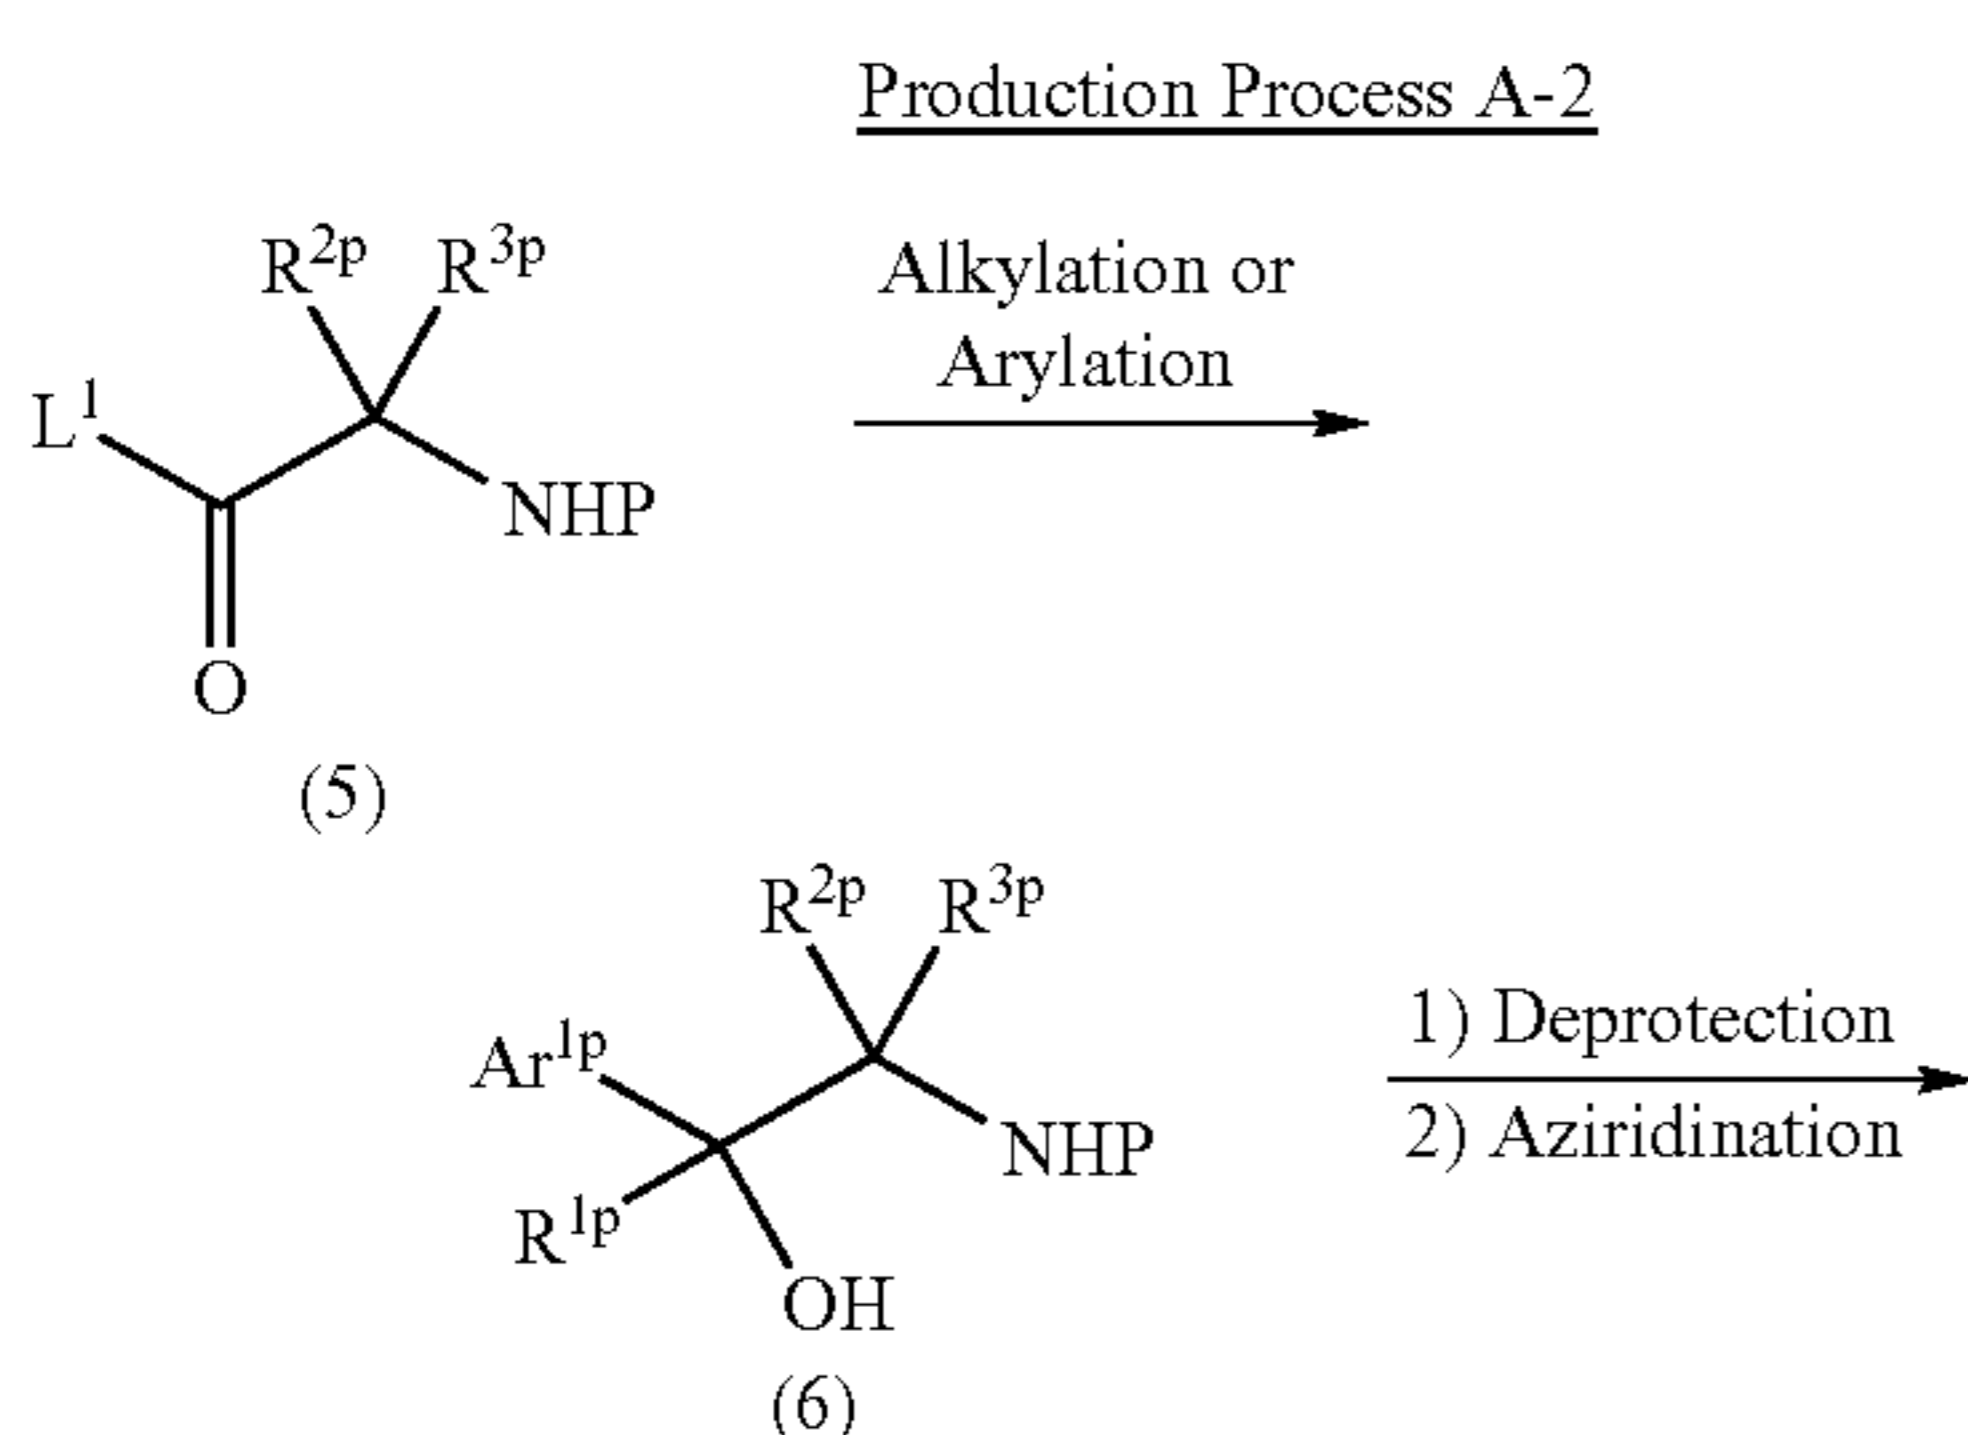 Production Process A-2
R2p R3p
Alkylation or
Arylation
L1
NHP
O
(5)
R2p R3p
1) Deprotection
Ar1p
2) Aziridination
NHP
R1p
OH
(6)